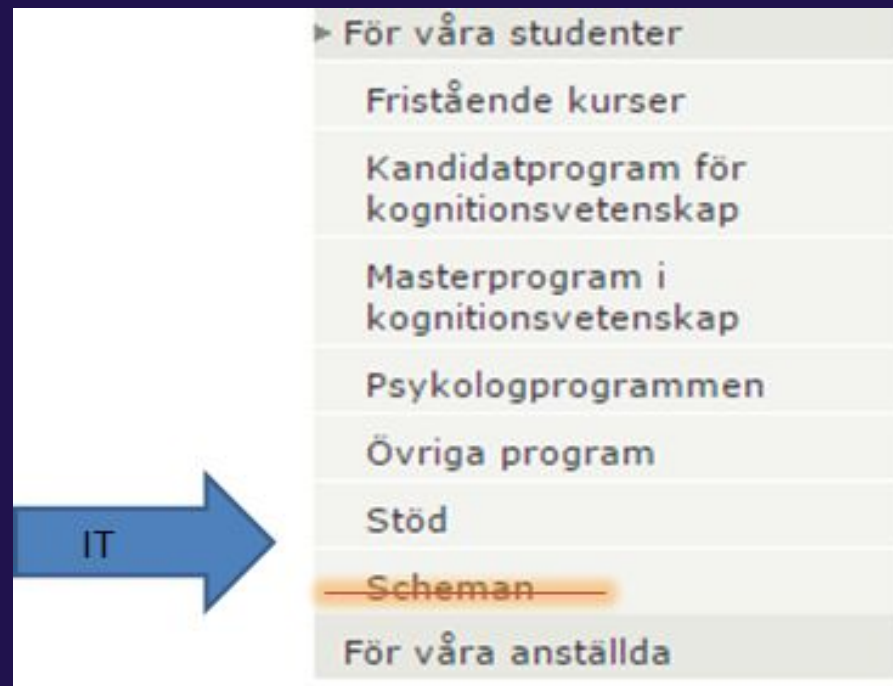 För våra studenter
Fristående kurser
Kandidatprogram för
kognitionsvetenskap
Masterprogram i
kognitionsvetenskap
Psykologprogrammen
Övriga program
Stöd
IT
Scheman
För våra anställda